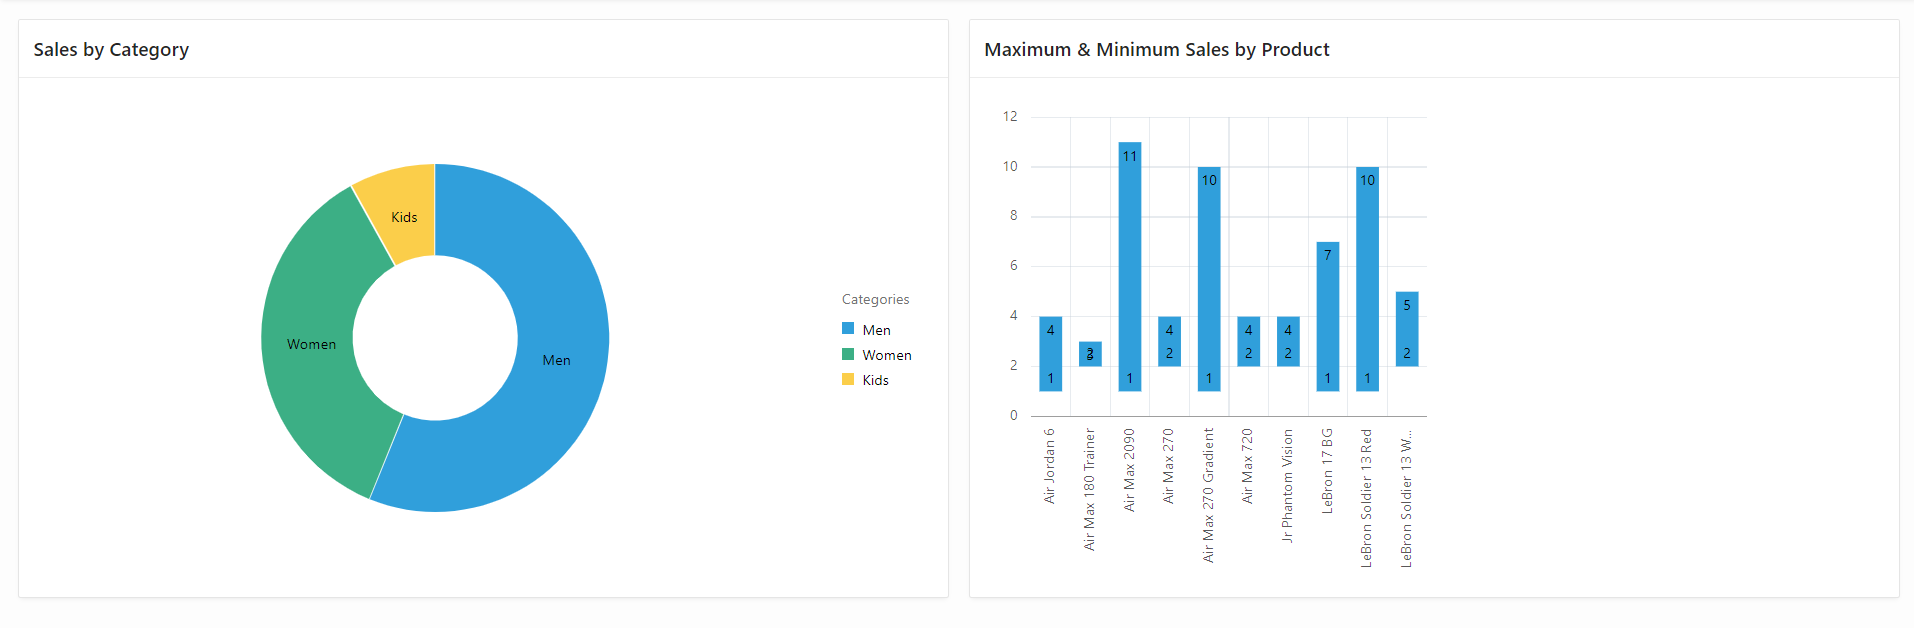 Sales by Category
Kids
Women
Men
Categories
Men
Women
Kids
Maximum & Minimum Sales by Product
12
10
8
6
4
2
0
4
1
11
1
4
2
10
1
4
2
4
2
7
1
10
1
5
2
Air Jordan 6
Air Max 180 Trainer
Air Max 2090
Air Max 270
Air Max 270 Gradient
Air Max 720
Jr Phantom Vision
LeBron 17 BG
LeBron Soldier 13 Red
LeBron Soldier 13 W...